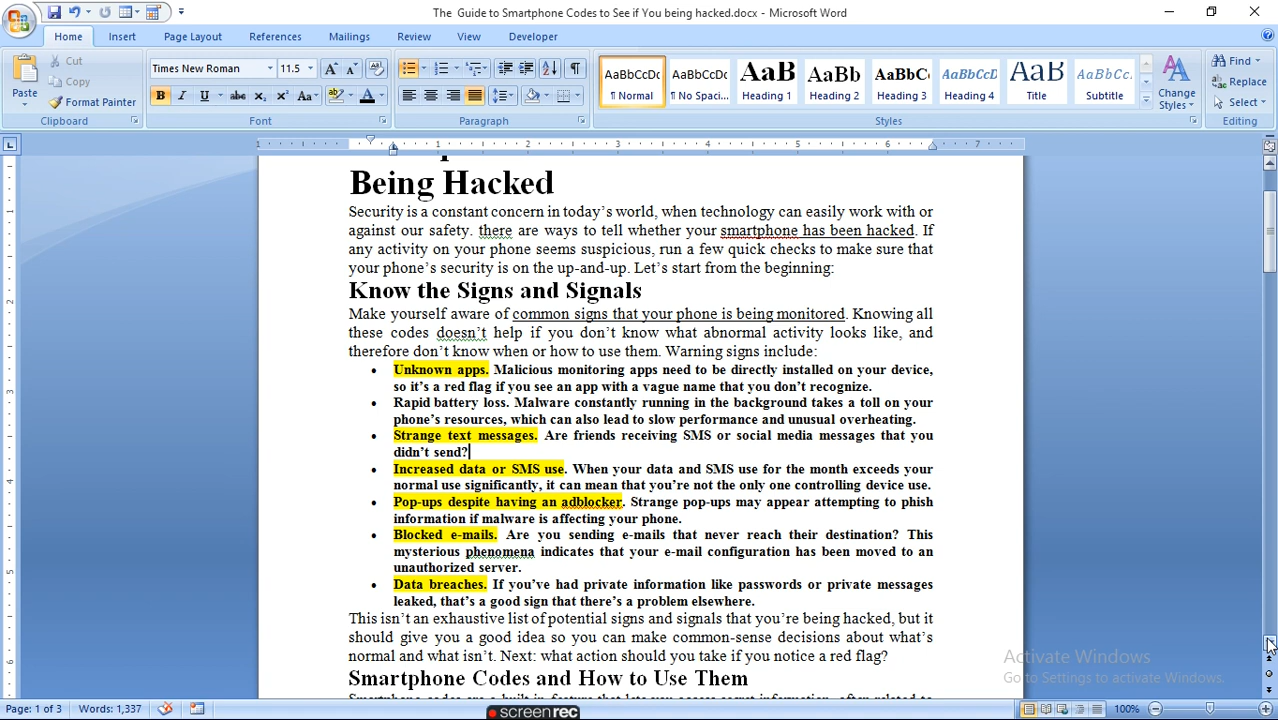 The Guide to Smartphone Codes to See if You being hacked.docx - Microsoft Word
Home Insert Page Layout References Mailings Review View Developer
Paste
Cut
Copy
Format Painter
Clipboard
Times New Roman 11.5
Font
Paragraph
AaBbCcDc AaBbCcDc AaB AaBb AaBbC AaBbCcD AaB AaBbCc.
¶ Normal ¶ No Spaci... Heading 1 Heading 2 Heading 3 Heading 4 Title Subtitle
Change Styles
Styles
Find
Replace
Select
Editing
Being Hacked
Security is a constant concern in today's world, when technology can easily work with or
against our safety. there are ways to tell whether your smartphone has been hacked. If
any activity on your phone seems suspicious, run a few quick checks to make sure that
your phone's security is on the up-and-up. Let's start from the beginning:
Know the Signs and Signals
Make yourself aware of common signs that your phone is being monitored. Knowing all
these codes doesn't help if you don't know what abnormal activity looks like, and
therefore don't know when or how to use them. Warning signs include:
• Unknown apps. Malicious monitoring apps need to be directly installed on your device,
so it's a red flag if you see an app with a vague name that you don't recognize.
• Rapid battery loss. Malware constantly running in the background takes a toll on your
phone's resources, which can also lead to slow performance and unusual overheating.
• Strange text messages. Are friends receiving SMS or social media messages that you
didn't send?
• Increased data or SMS use. When your data and SMS use for the month exceeds your
normal use significantly, it can mean that you're not the only one controlling device use.
• Pop-ups despite having an adblocker. Strange pop-ups may appear attempting to phish
information if malware is affecting your phone.
• Blocked e-mails. Are you sending e-mails that never reach their destination? This
mysterious phenomena indicates that your e-mail configuration has been moved to an
unauthorized server.
• Data breaches. If you've had private information like passwords or private messages
leaked, that's a good sign that there's a problem elsewhere.
This isn't an exhaustive list of potential signs and signals that you're being hacked, but it
should give you a good idea so you can make common-sense decisions about what's
normal and what isn't. Next: what action should you take if you notice a red flag?
Smartphone Codes and How to Use Them
Activate Windows
Go to Settings to activate Windows.
Page: 1 of 3 Words: 1,337
screenrec
100%